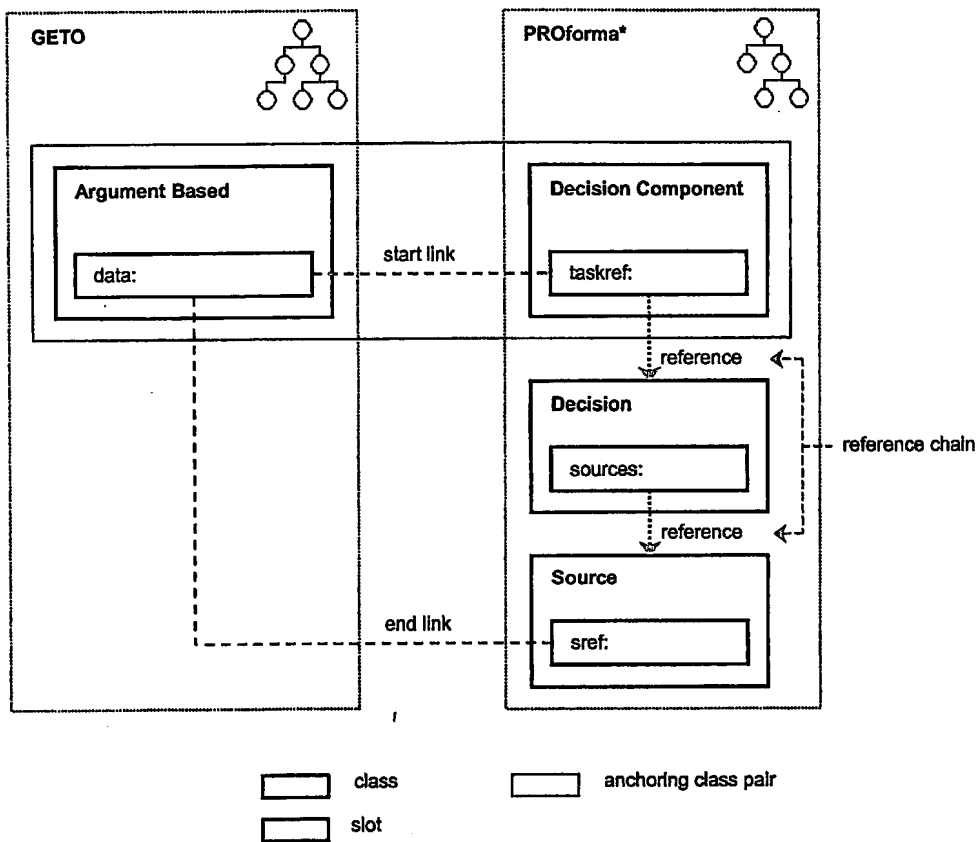 GETO
PROforma*
Argument Based
Decision Component
data:
start link
taskref:
reference
Decision
reference chain
sources:
reference
Source
end link
sref:
class
anchoring class pair
slot